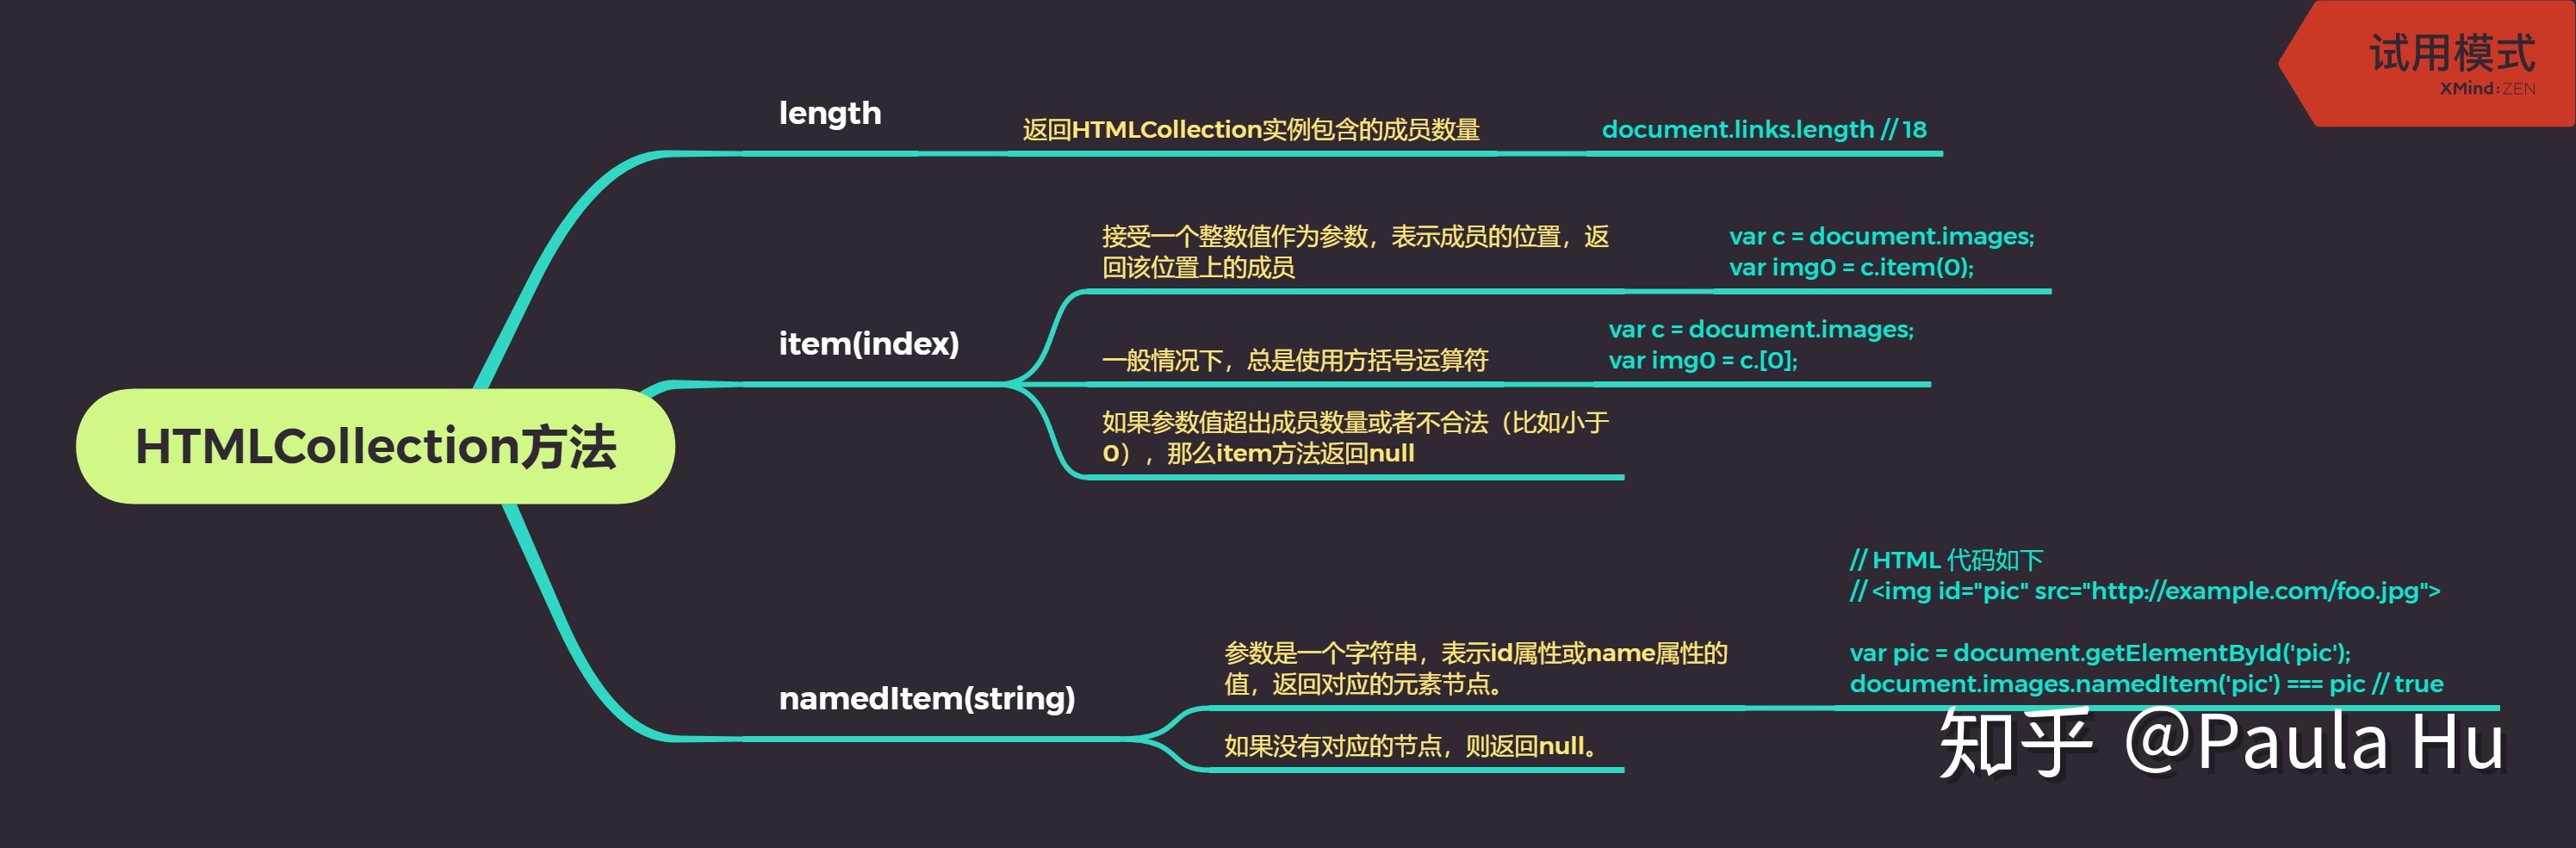 试用模式
XMind:ZEN
HTMLCollection方法
length
返回HTMLCollection实例包含的成员数量
document.links.length // 18
item(index)
接受一个整数值作为参数，表示成员的位置，返
回该位置上的成员
var c = document.images;
var img0 = c.item(0);
一般情况下，总是使用方括号运算符
var c = document.images;
var img0 = c.[0];
如果参数值超出成员数量或者不合法（比如小于
0），那么item方法返回null
namedItem(string)
参数是一个字符串，表示id属性或name属性的
值，返回对应的元素节点。
// HTML 代码如下
// <img id="pic" src="http://example.com/foo.jpg">
var pic = document.getElementById('pic');
document.images.namedItem('pic') === pic // true
如果没有对应的节点，则返回null。
知乎 @Paula Hu